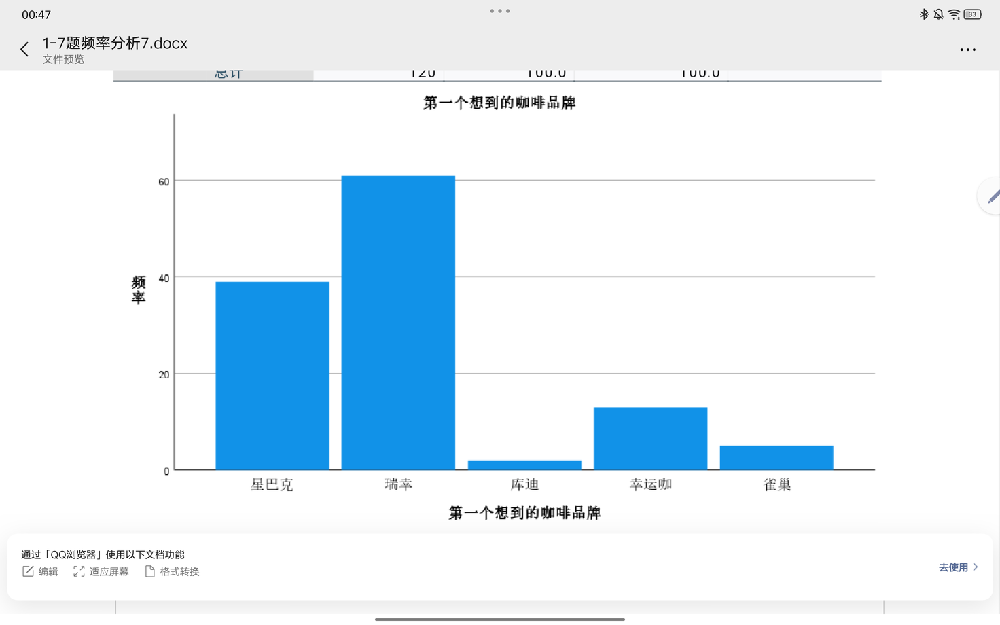 00:47
33
1-7题频率分析7.docx
文件预览
总计 120 100.0 100.0
第一个想到的咖啡品牌
60
频率
40
20
0
星巴克 瑞幸 库迪 幸运咖 雀巢
第一个想到的咖啡品牌
通过「QQ浏览器」使用以下文档功能
编辑 适应屏幕 格式转换
去使用